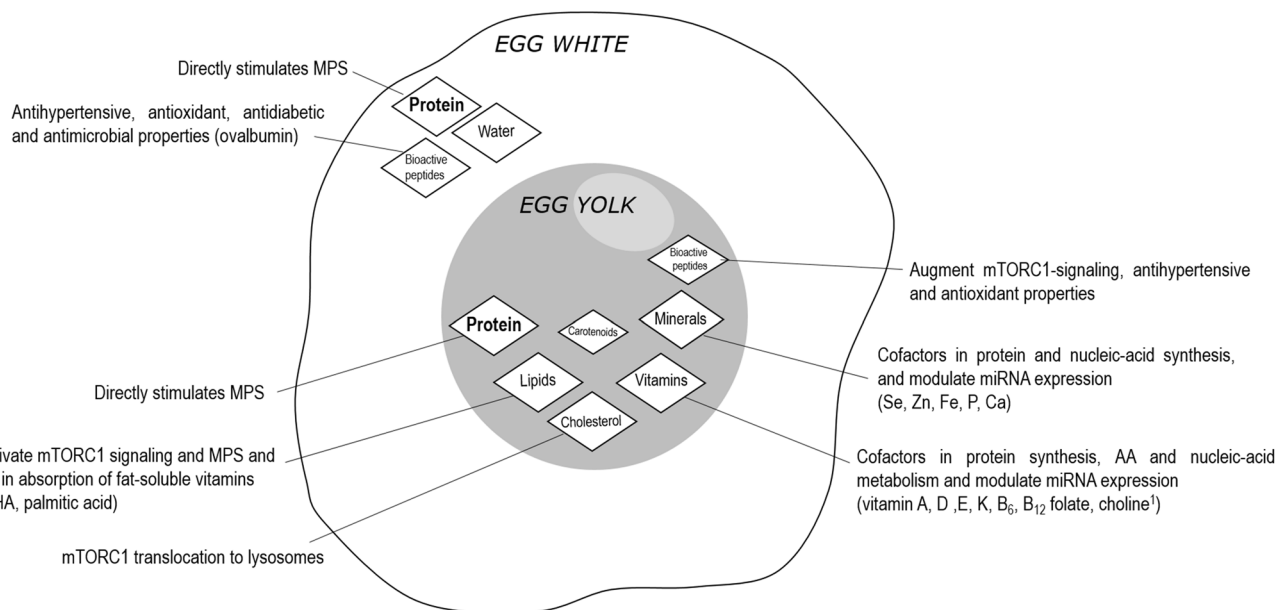 EGG WHITE
Directly stimulates MPS
Protein
Water
Antihypertensive, antioxidant, antidiabetic
and antimicrobial properties (ovalbumin)
Bioactive
peptides
EGG YOLK
Bioactive
peptides
Augment mTORC1-signaling, antihypertensive
and antioxidant properties
Protein
Carotenoids
Minerals
Cofactors in protein and nucleic-acid synthesis,
and modulate miRNA expression
(Se, Zn, Fe, P, Ca)
Directly stimulates MPS
Lipids
Vitamins
Cholesterol
mTORC1 signaling and MPS and
in absorption of fat-soluble vitamins
palmitic acid)
Cofactors in protein synthesis, AA and nucleic-acid
metabolism and modulate miRNA expression
(vitamin A, D ,E, K, B₆, B₁₂ folate, choline¹)
mTORC1 translocation to lysosomes